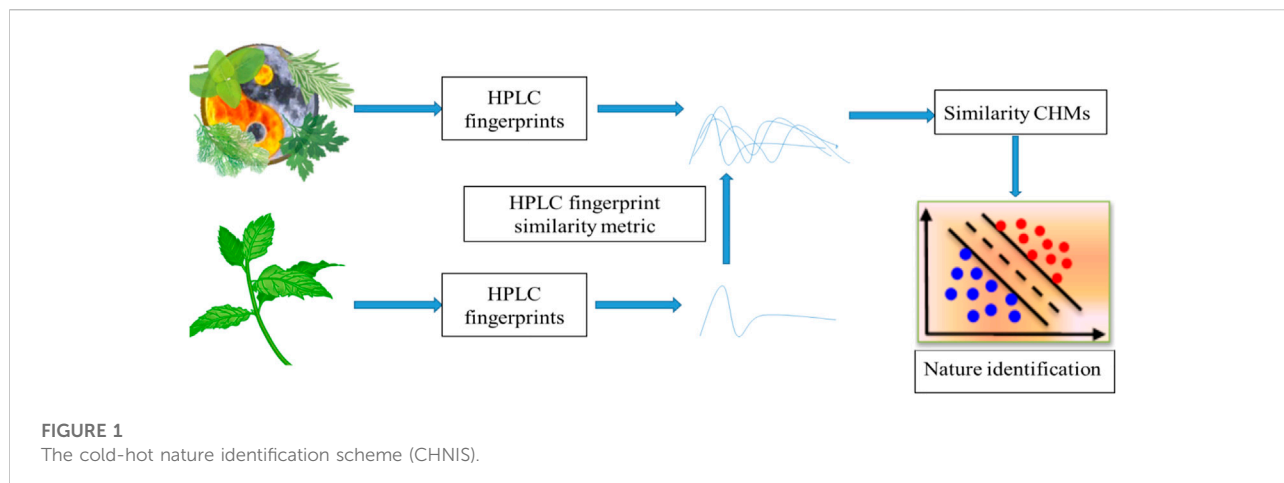 HPLC
fingerprints
Similarity CHMs
HPLC fingerprint
similarity metric
HPLC
fingerprints
Nature identification
FIGURE 1
The cold-hot nature identification scheme (CHNIS).